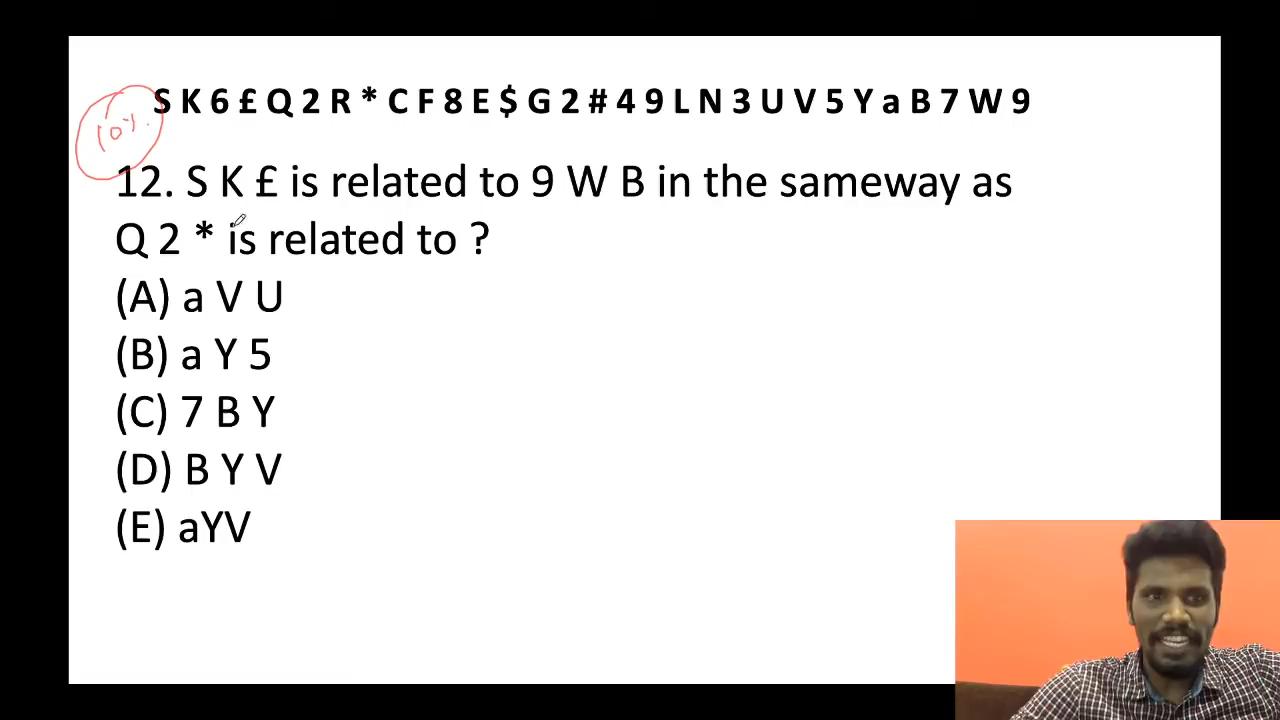 S K 6 £ Q 2 R * C F 8 E $ G 2 # 4 9 L N 3 U V 5 Y a B 7 W 9
10Y.
12. S K £ is related to 9 W B in the sameway as
Q 2 * is related to ?
(A) a V U
(B) a Y 5
(C) 7 B Y
(D) B Y V
(E) aYV